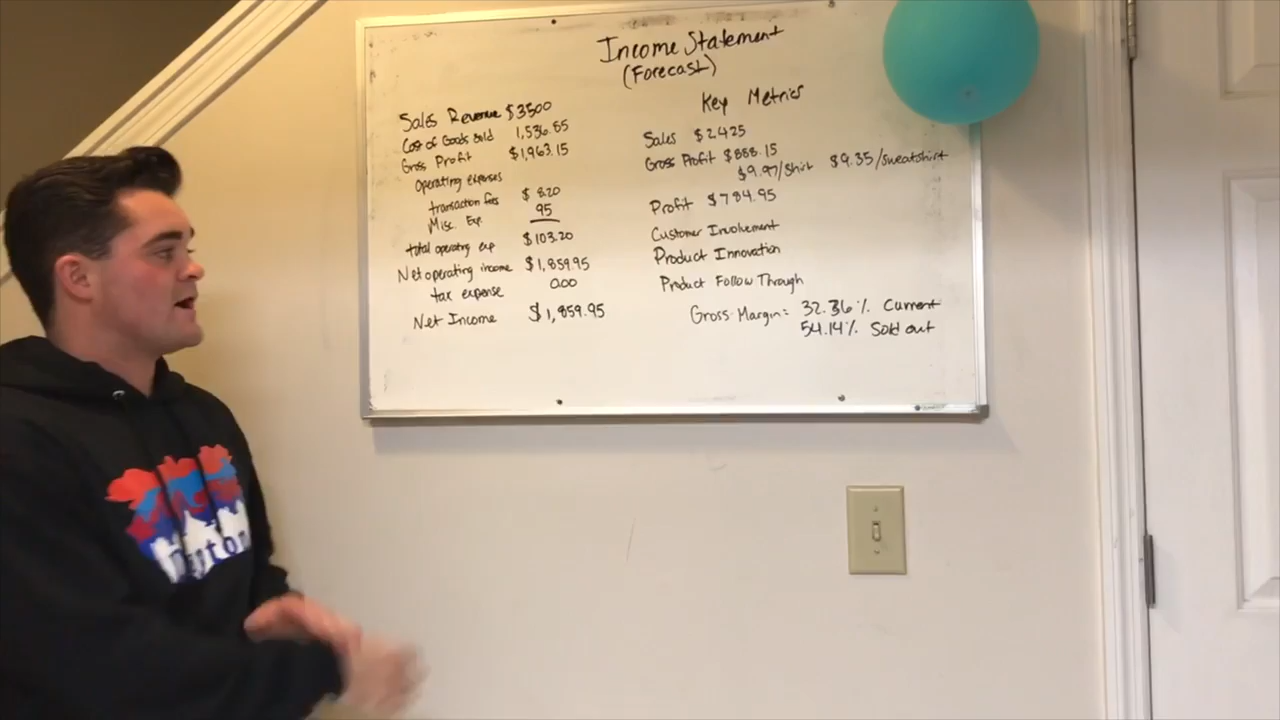 Income Statement
(Forecast)
Sales Revenue $3500
Cost of Goods Sold 1,536.85
Gross Profit $1,963.15
Operating expenses
transaction fees $8.20
Misc. Exp. 95
total operating exp $103.20
Net operating income $1,859.95
tax expense 0.00
Net Income $1,859.95
Key Metrics
Sales $2425
Gross Profit $888.15
$9.97/shirt $9.35/sweatshirt
Profit $784.95
Customer Involvement
Product Innovation
Product Follow Through
Gross Margin: 32.36% Current
54.14% Sold out